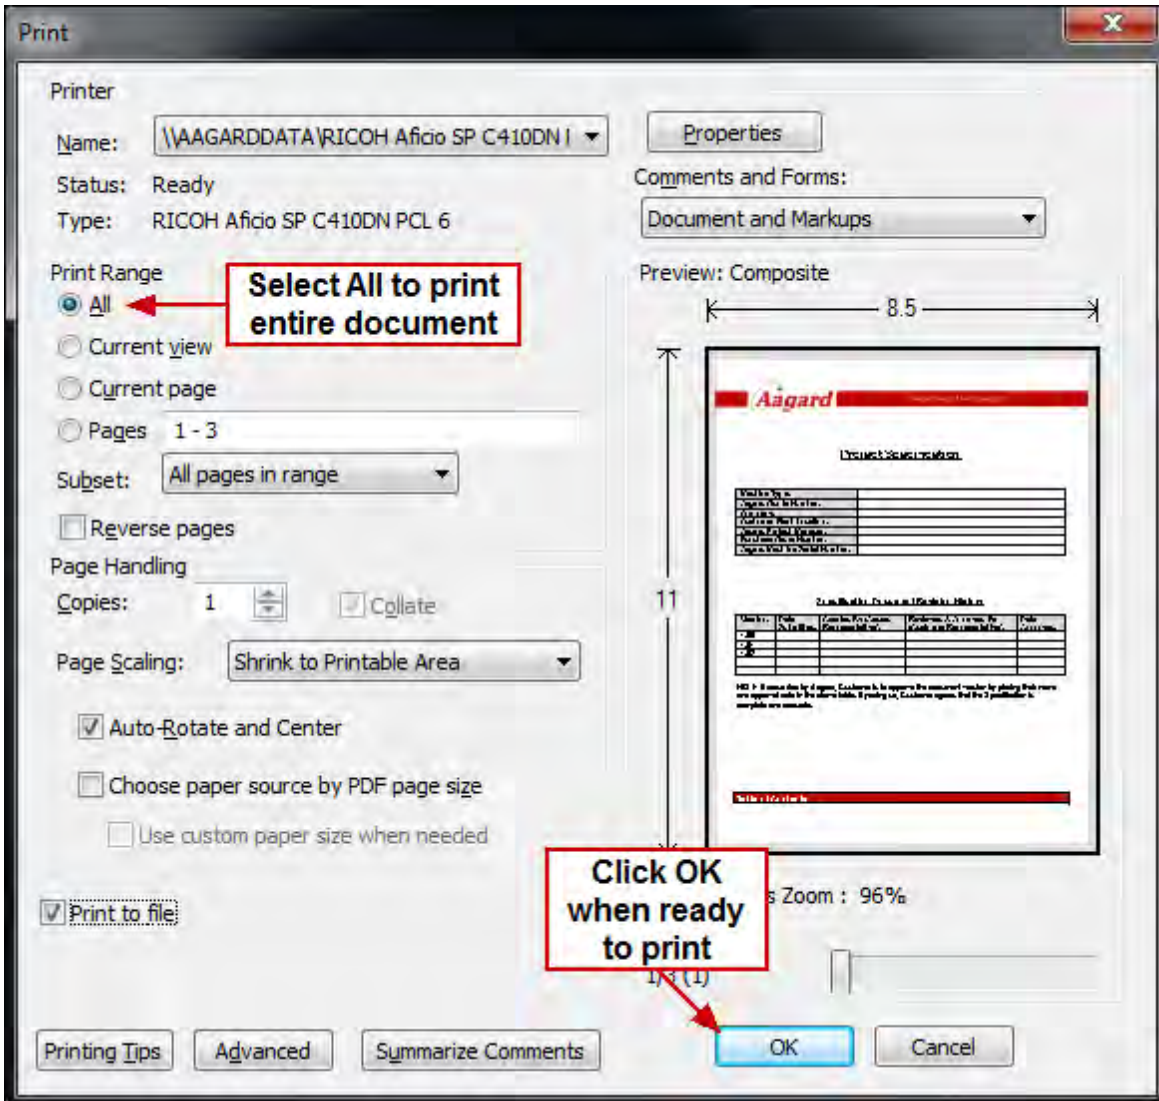 Print
Printer
Name: \\AAGARDDATA\RICOH Aficio SP C410DN
Properties
Status: Ready
Comments and Forms:
Type: RICOH Aficio SP C410DN PCL 6
Document and Markups
Print Range
Select All to print
entire document
All
Current view
Current page
Pages 1 - 3
Subset: All pages in range
Reverse pages
Page Handling
Copies: 1 Collate
Page Scaling: Shrink to Printable Area
Auto-Rotate and Center
Choose paper source by PDF page size
Use custom paper size when needed
Print to file
Preview: Composite
8.5
11
Aagard
Zoom : 96%
Click OK
when ready
to print
1/3 (1)
Printing Tips
Advanced
Summarize Comments
OK
Cancel